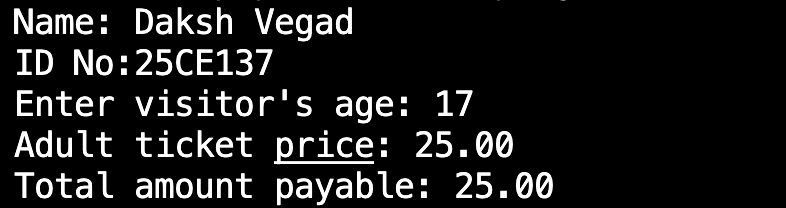 Name: Daksh Vegad
ID No:25CE137
Enter visitor's age: 17
Adult ticket price: 25.00
Total amount payable: 25.00